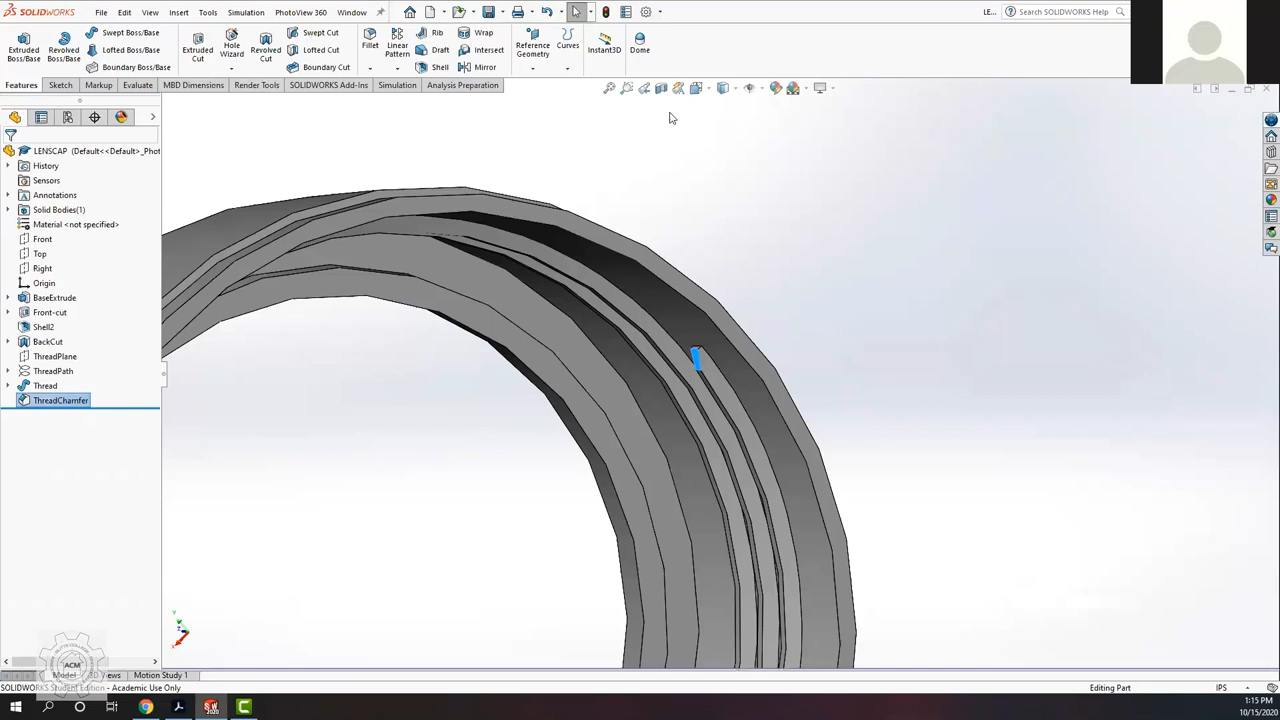 SOLIDWORKS File Edit View Insert Tools Simulation PhotoView 360 Window LE... Search SOLIDWORKS Help
Extruded Boss/Base Revolved Boss/Base Swept Boss/Base Lofted Boss/Base Boundary Boss/Base Extruded Cut Hole Wizard Revolved Cut Swept Cut Lofted Cut Boundary Cut Fillet Linear Pattern Rib Draft Shell Wrap Intersect Mirror Reference Geometry Curves Instant3D Dome
Features Sketch Markup Evaluate MBD Dimensions Render Tools SOLIDWORKS Add-Ins Simulation Analysis Preparation
LENSCAP (Default<<Default>_Phot
History
Sensors
Annotations
Solid Bodies(1)
Material <not specified>
Front
Top
Right
Origin
BaseExtrude
Front-cut
Shell2
BackCut
ThreadPlane
ThreadPath
Thread
ThreadChamfer
Y
Z
X
ACM
Model 3D Views Motion Study 1
SOLIDWORKS Student Edition - Academic Use Only Editing Part IPS
1:15 PM
10/15/2020